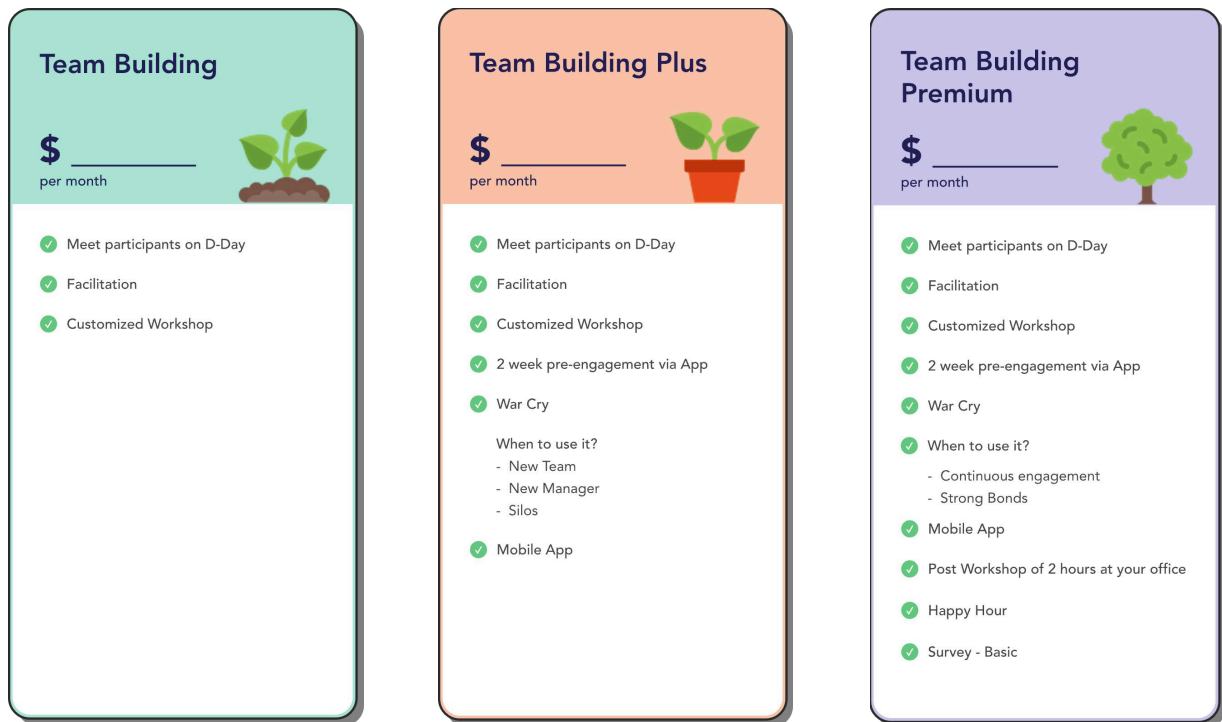 Team Building
$
per month
Meet participants on D-Day
Facilitation
Customized Workshop
Team Building Plus
$
per month
Meet participants on D-Day
Facilitation
Customized Workshop
2 week pre-engagement via App
War Cry
When to use it?
- New Team
- New Manager
- Silos
Mobile App
Team Building
Premium
$
per month
Meet participants on D-Day
Facilitation
Customized Workshop
2 week pre-engagement via App
War Cry
When to use it?
- Continuous engagement
- Strong Bonds
Mobile App
Post Workshop of 2 hours at your office
Happy Hour
Survey - Basic